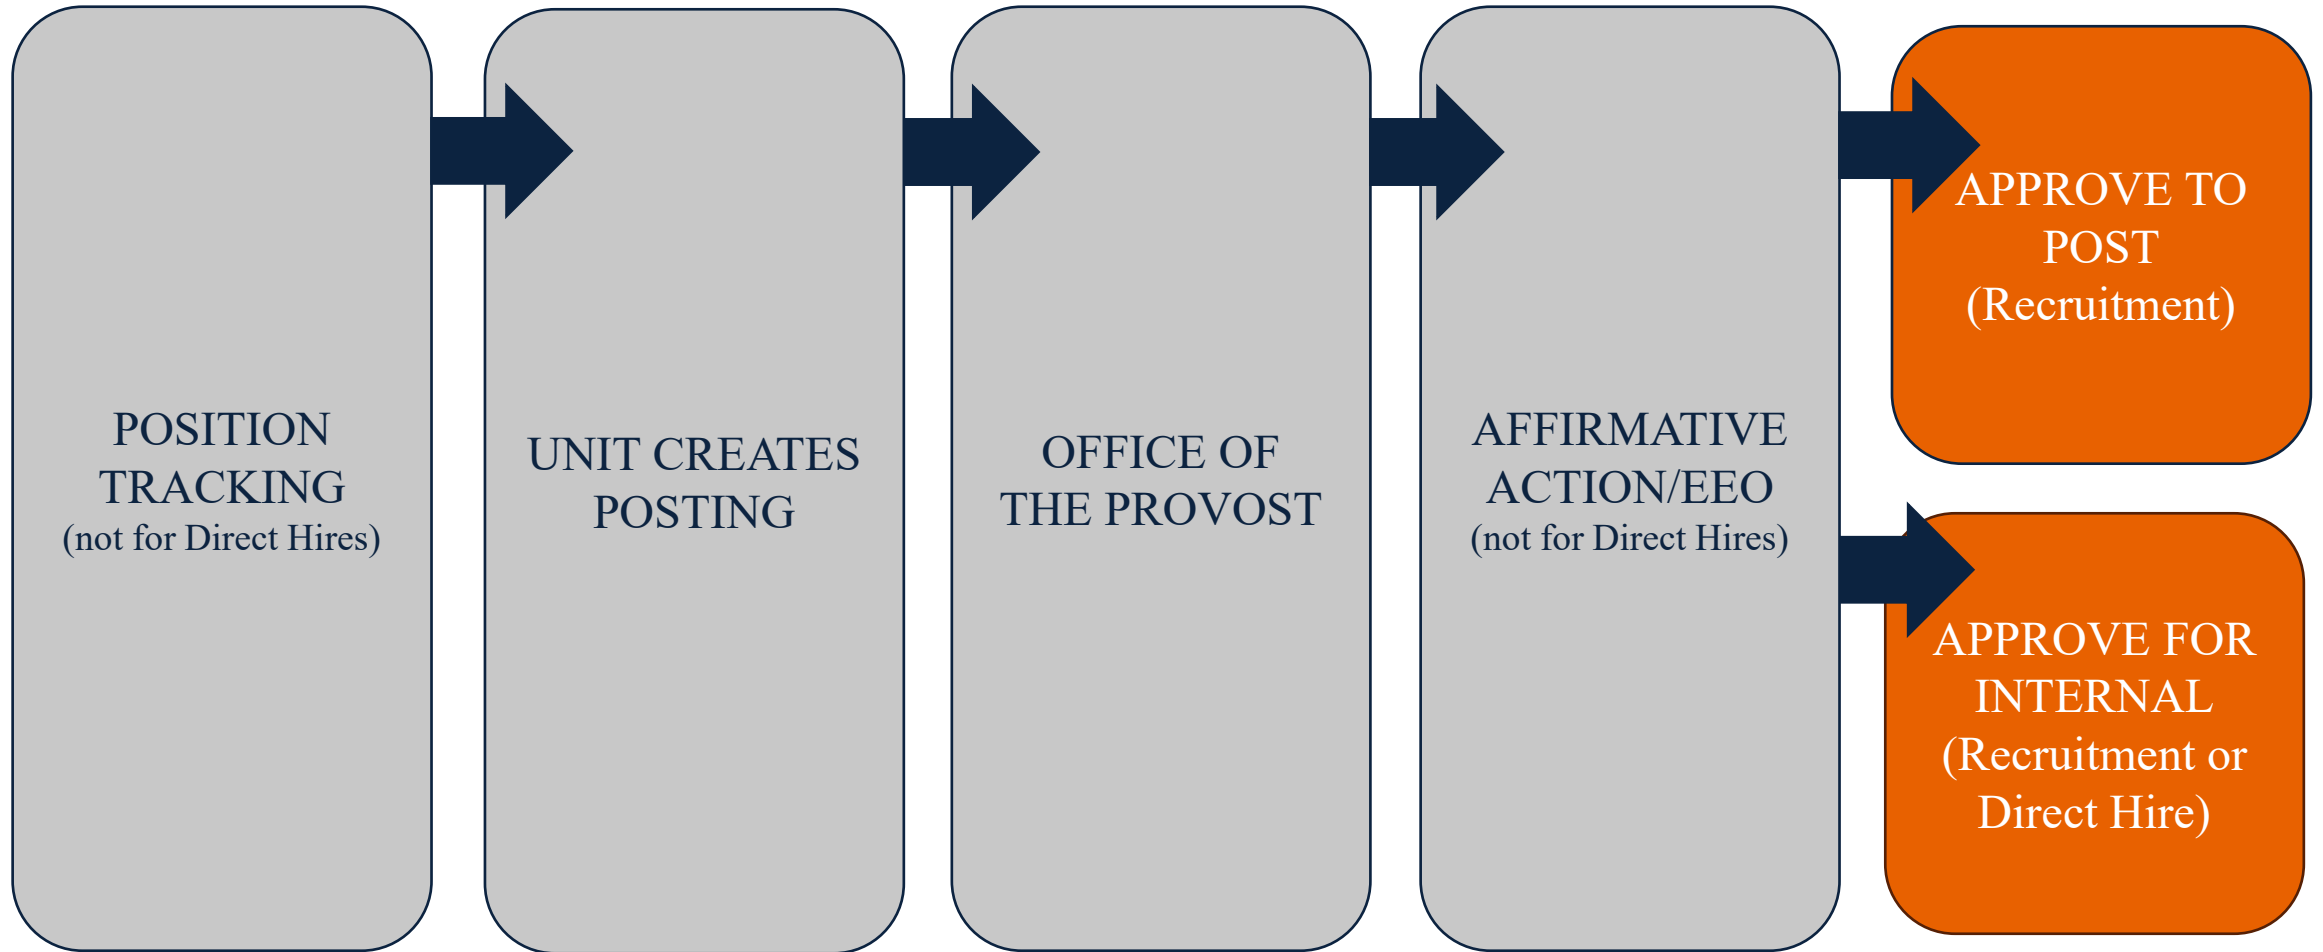 POSITION
TRACKING
(not for Direct Hires)
UNIT CREATES
POSTING
OFFICE OF
THE PROVOST
AFFIRMATIVE
ACTION/EEO
(not for Direct Hires)
APPROVE TO
POST
(Recruitment)
APPROVE FOR
INTERNAL
(Recruitment or
Direct Hire)